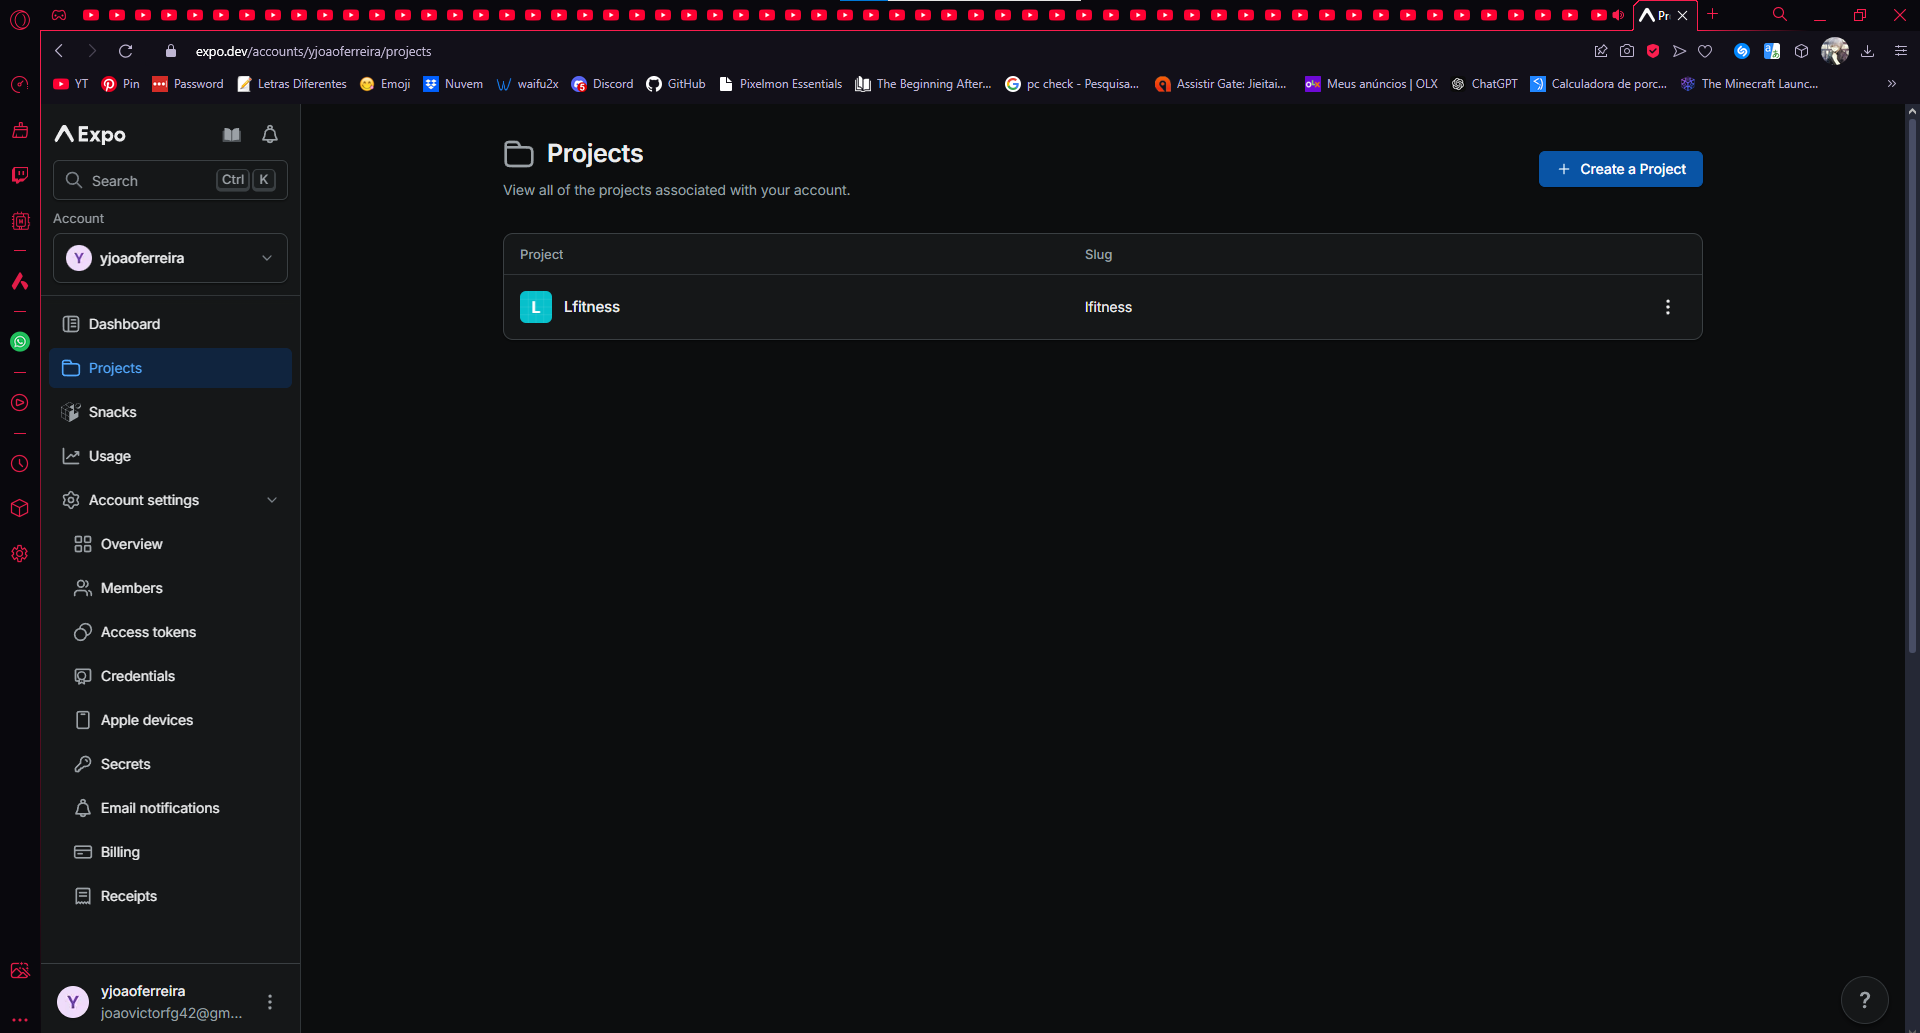 Pr
expo.dev/accounts/yjoaoferreira/projects
YT
Pin
Password
Letras Diferentes
Emoji
Nuvem
waifu2x
Discord
GitHub
Pixelmon Essentials
The Beginning After...
pc check - Pesquisa...
Assistir Gate: Jieitai...
Meus anúncios | OLX
ChatGPT
Calculadora de porc...
The Minecraft Launc...
Expo
Search
Ctrl
K
Account
Y
yjoaoferreira
Dashboard
Projects
Snacks
Usage
Account settings
Overview
Members
Access tokens
Credentials
Apple devices
Secrets
Email notifications
Billing
Receipts
Y
yjoaoferreira
joaovictorfg42@gm...
Projects
View all of the projects associated with your account.
+ Create a Project
Project
Slug
L
Lfitness
lfitness
?